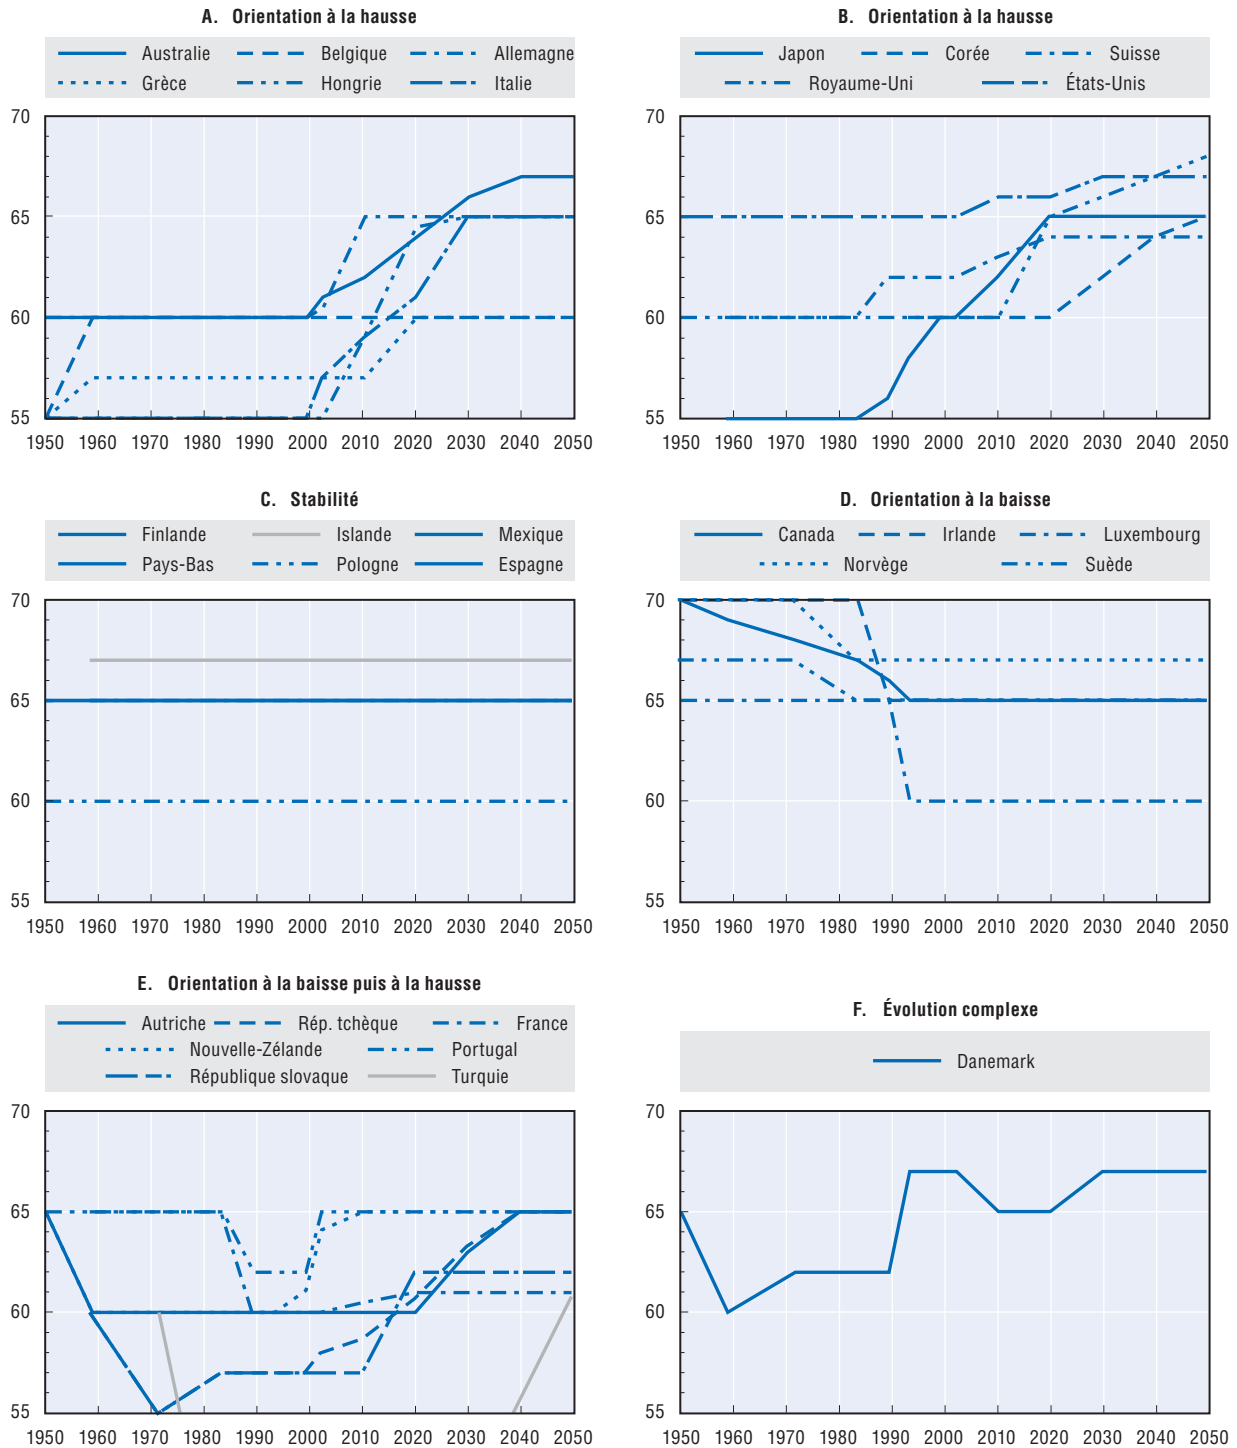 A. Orientation à la hausse
Australie Belgique Allemagne
Grèce Hongrie Italie
70
65
60
55
1950 1960 1970 1980 1990 2000 2010 2020 2030 2040 2050
B. Orientation à la hausse
Japon Corée Suisse
Royaume-Uni États-Unis
70
65
60
55
1950 1960 1970 1980 1990 2000 2010 2020 2030 2040 2050
C. Stabilité
Finlande Islande Mexique
Pays-Bas Pologne Espagne
70
65
60
55
1950 1960 1970 1980 1990 2000 2010 2020 2030 2040 2050
D. Orientation à la baisse
Canada Irlande Luxembourg
Norvège Suède
70
65
60
55
1950 1960 1970 1980 1990 2000 2010 2020 2030 2040 2050
E. Orientation à la baisse puis à la hausse
Autriche Rép. tchèque France
Nouvelle-Zélande Portugal
République slovaque Turquie
70
65
60
55
1950 1960 1970 1980 1990 2000 2010 2020 2030 2040 2050
F. Évolution complexe
Danemark
70
65
60
55
1950 1960 1970 1980 1990 2000 2010 2020 2030 2040 2050